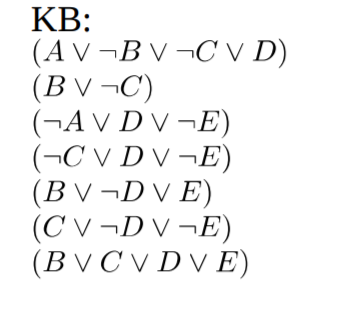 KB:
(A ∨ ¬B ∨ ¬C ∨ D)
(B ∨ ¬C)
(¬A ∨ D ∨ ¬E)
(¬C ∨ D ∨ ¬E)
(B ∨ ¬D ∨ E)
(C ∨ ¬D ∨ ¬E)
(B ∨ C ∨ D ∨ E)